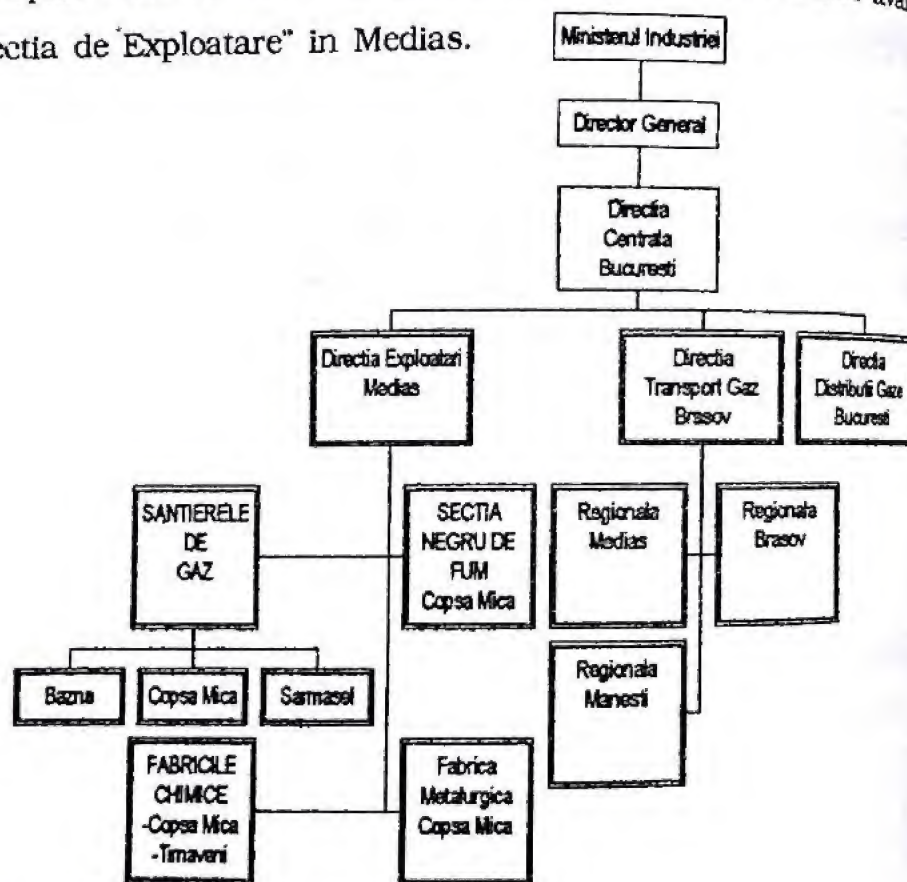 ectia de Exploatare" in Medias.
Ministerul Industriei
Director General
Directia
Centrala
Bucuresti
Directia Exploatari
Medias
Directia
Transport Gaz
Brasov
Directia
Distributii Gaze
Bucuresti
SANTIERELE
DE
GAZ
SECTIA
NEGRU DE
FUM
Copsa Mica
Regionala
Medias
Regionala
Brasov
Bazna
Copsa Mica
Sarmasel
Regionala
Manesti
FABRICILE
CHIMICE
-Copsa Mica
-Tirnaveni
Fabrica
Metalurgica
Copsa Mica